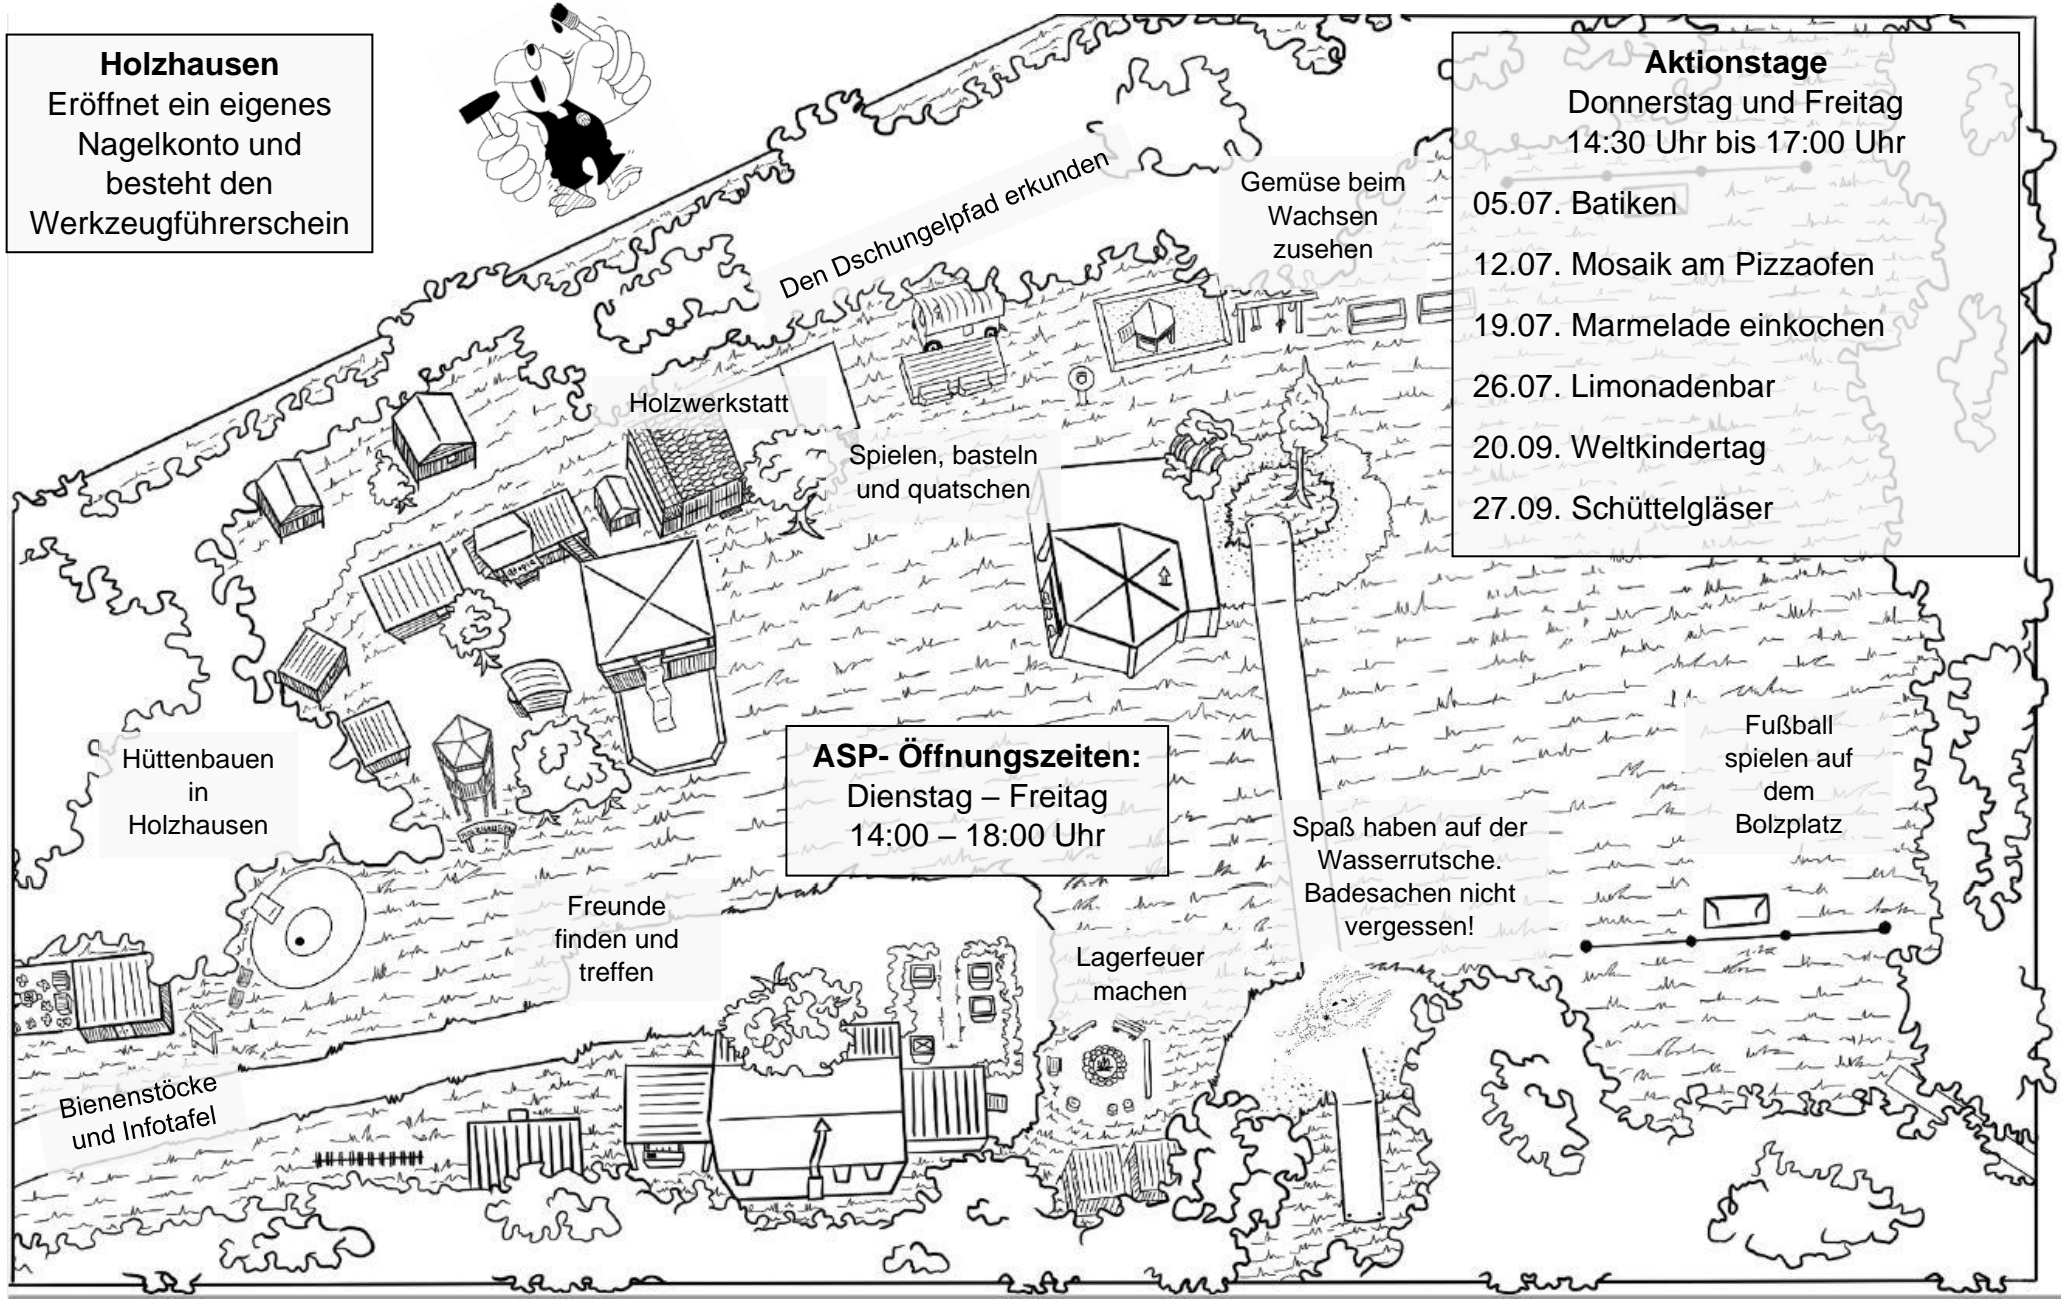 Holzhausen
Eröffnet ein eigenes
Nagelkonto und
besteht den
Werkzeugführerschein
Aktionstage
Donnerstag und Freitag
14:30 Uhr bis 17:00 Uhr
05.07. Batiken
12.07. Mosaik am Pizzaofen
19.07. Marmelade einkochen
26.07. Limonadenbar
20.09. Weltkindertag
27.09. Schüttelgläser
Den Dschungelpfad erkunden
Gemüse beim
Wachsen
zusehen
Holzwerkstatt
Spielen, basteln
und quatschen
Hüttenbauen
in
Holzhausen
HOLZHAUSEN
ASP- Öffnungszeiten:
Dienstag – Freitag
14:00 – 18:00 Uhr
Fußball
spielen auf
dem
Bolzplatz
Spaß haben auf der
Wasserrutsche.
Badesachen nicht
vergessen!
Freunde
finden und
treffen
Lagerfeuer
machen
Bienenstöcke
und Infotafel